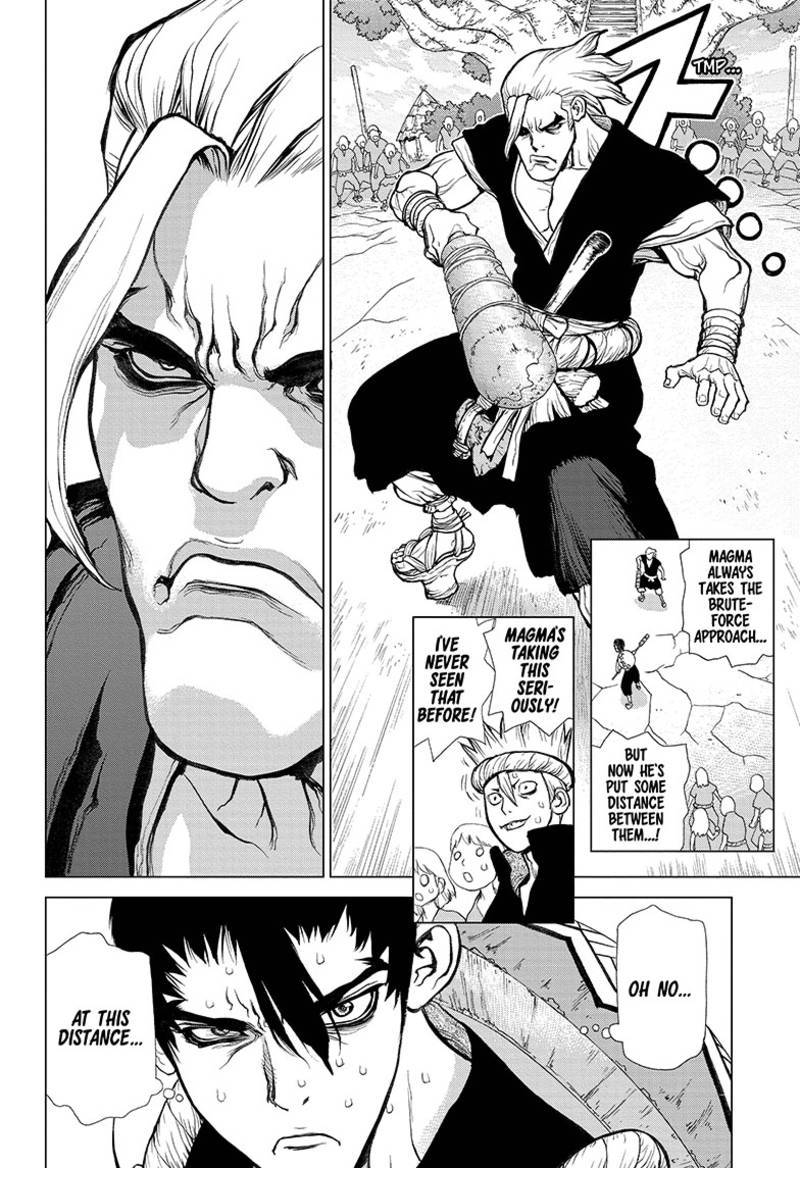 TMP...
MAGMA
ALWAYS
TAKES THE
BRUTE-
FORCE
APPROACH...
BUT
NOW HE'S
PUT SOME
DISTANCE
BETWEEN
THEM...!
MAGMA'S
TAKING
THIS
SERI-
OUSLY!
I'VE
NEVER
SEEN
THAT
BEFORE!
OH NO...
AT THIS
DISTANCE...